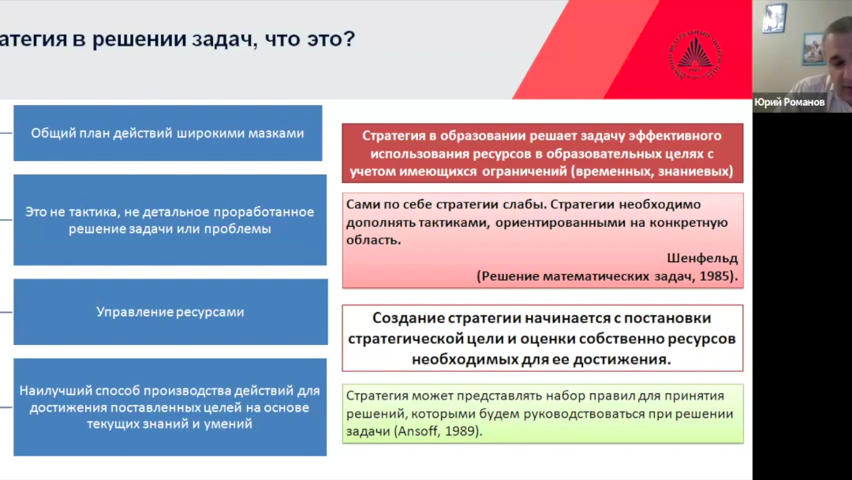 атегия в решении задач, что это?
Юрий Романов
Общий план действий широкими мазками
Это не тактика, не детальное проработанное
решение задачи или проблемы
Управление ресурсами
Наилучший способ производства действий для
достижения поставленных целей на основе
текущих знаний и умений
Стратегия в образовании решает задачу эффективного
использования ресурсов в образовательных целях с
учетом имеющихся ограничений (временных, знаниевых)
Сами по себе стратегии слабы. Стратегии необходимо
дополнять тактиками, ориентированными на конкретную
область.
Шенфельд
(Решение математических задач, 1985).
Создание стратегии начинается с постановки
стратегической цели и оценки собственно ресурсов
необходимых для ее достижения.
Стратегия может представлять набор правил для принятия
решений, которыми будем руководствоваться при решении
задачи (Ansoff, 1989).